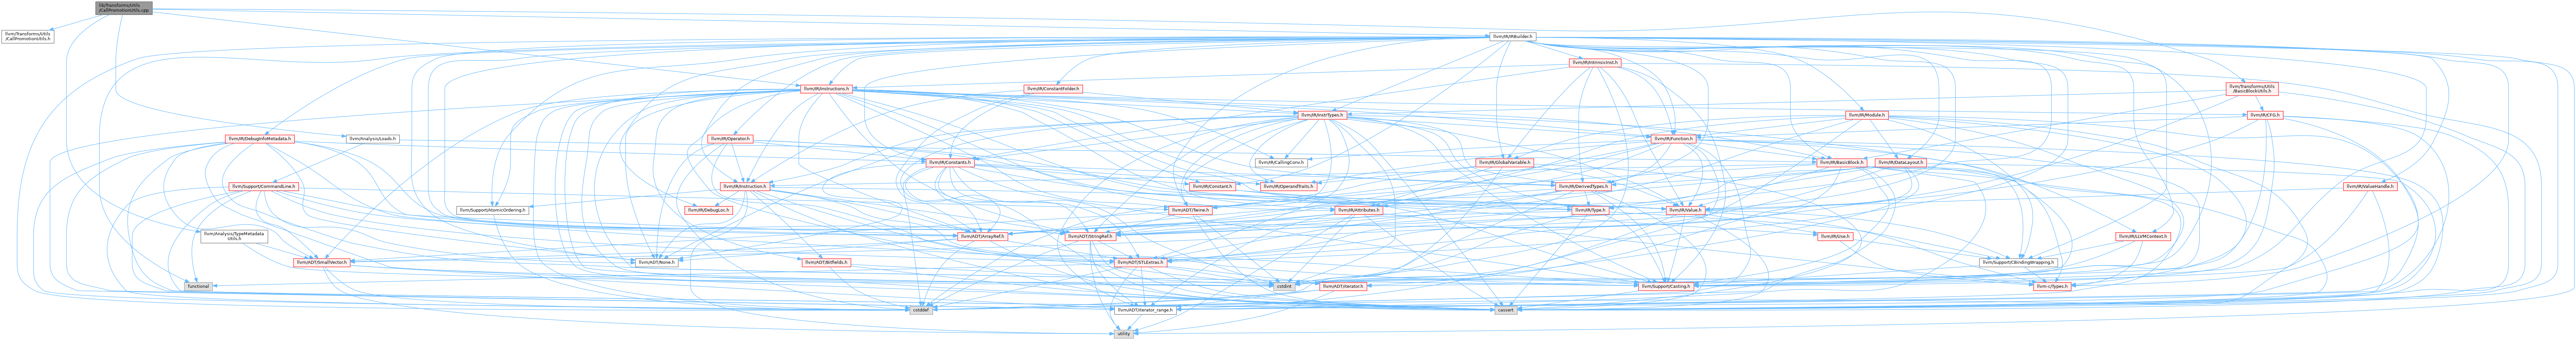 lib/Transforms/Utils
/CallPromotionUtils.cpp
llvm/Transforms/Utils
/CallPromotionUtils.h
llvm/IR/IRBuilder.h
llvm/IR/IntrinsicInst.h
llvm/IR/Instructions.h
llvm/IR/ConstantFolder.h
llvm/Transforms/Utils
/BasicBlockUtils.h
llvm/IR/InstrTypes.h
llvm/IR/Module.h
llvm/IR/CFG.h
llvm/IR/DebugInfoMetadata.h
llvm/Analysis/Loads.h
llvm/IR/Operator.h
llvm/IR/Function.h
llvm/IR/Constants.h
llvm/IR/CallingConv.h
llvm/IR/GlobalVariable.h
llvm/IR/BasicBlock.h
llvm/IR/DataLayout.h
llvm/Support/CommandLine.h
llvm/IR/Instruction.h
llvm/IR/Constant.h
llvm/IR/OperandTraits.h
llvm/IR/DerivedTypes.h
llvm/IR/ValueHandle.h
llvm/Support/AtomicOrdering.h
llvm/IR/DebugLoc.h
llvm/ADT/Twine.h
llvm/IR/Attributes.h
llvm/IR/Type.h
llvm/IR/Value.h
llvm/Analysis/TypeMetadata
Utils.h
llvm/ADT/ArrayRef.h
llvm/ADT/StringRef.h
llvm/IR/Use.h
llvm/IR/LLVMContext.h
llvm/ADT/SmallVector.h
llvm/ADT/None.h
llvm/ADT/Bitfields.h
llvm/ADT/STLExtras.h
llvm/Support/CBindingWrapping.h
functional
cstdint
llvm/ADT/iterator.h
llvm/Support/Casting.h
llvm-c/Types.h
cstddef
llvm/ADT/iterator_range.h
cassert
utility